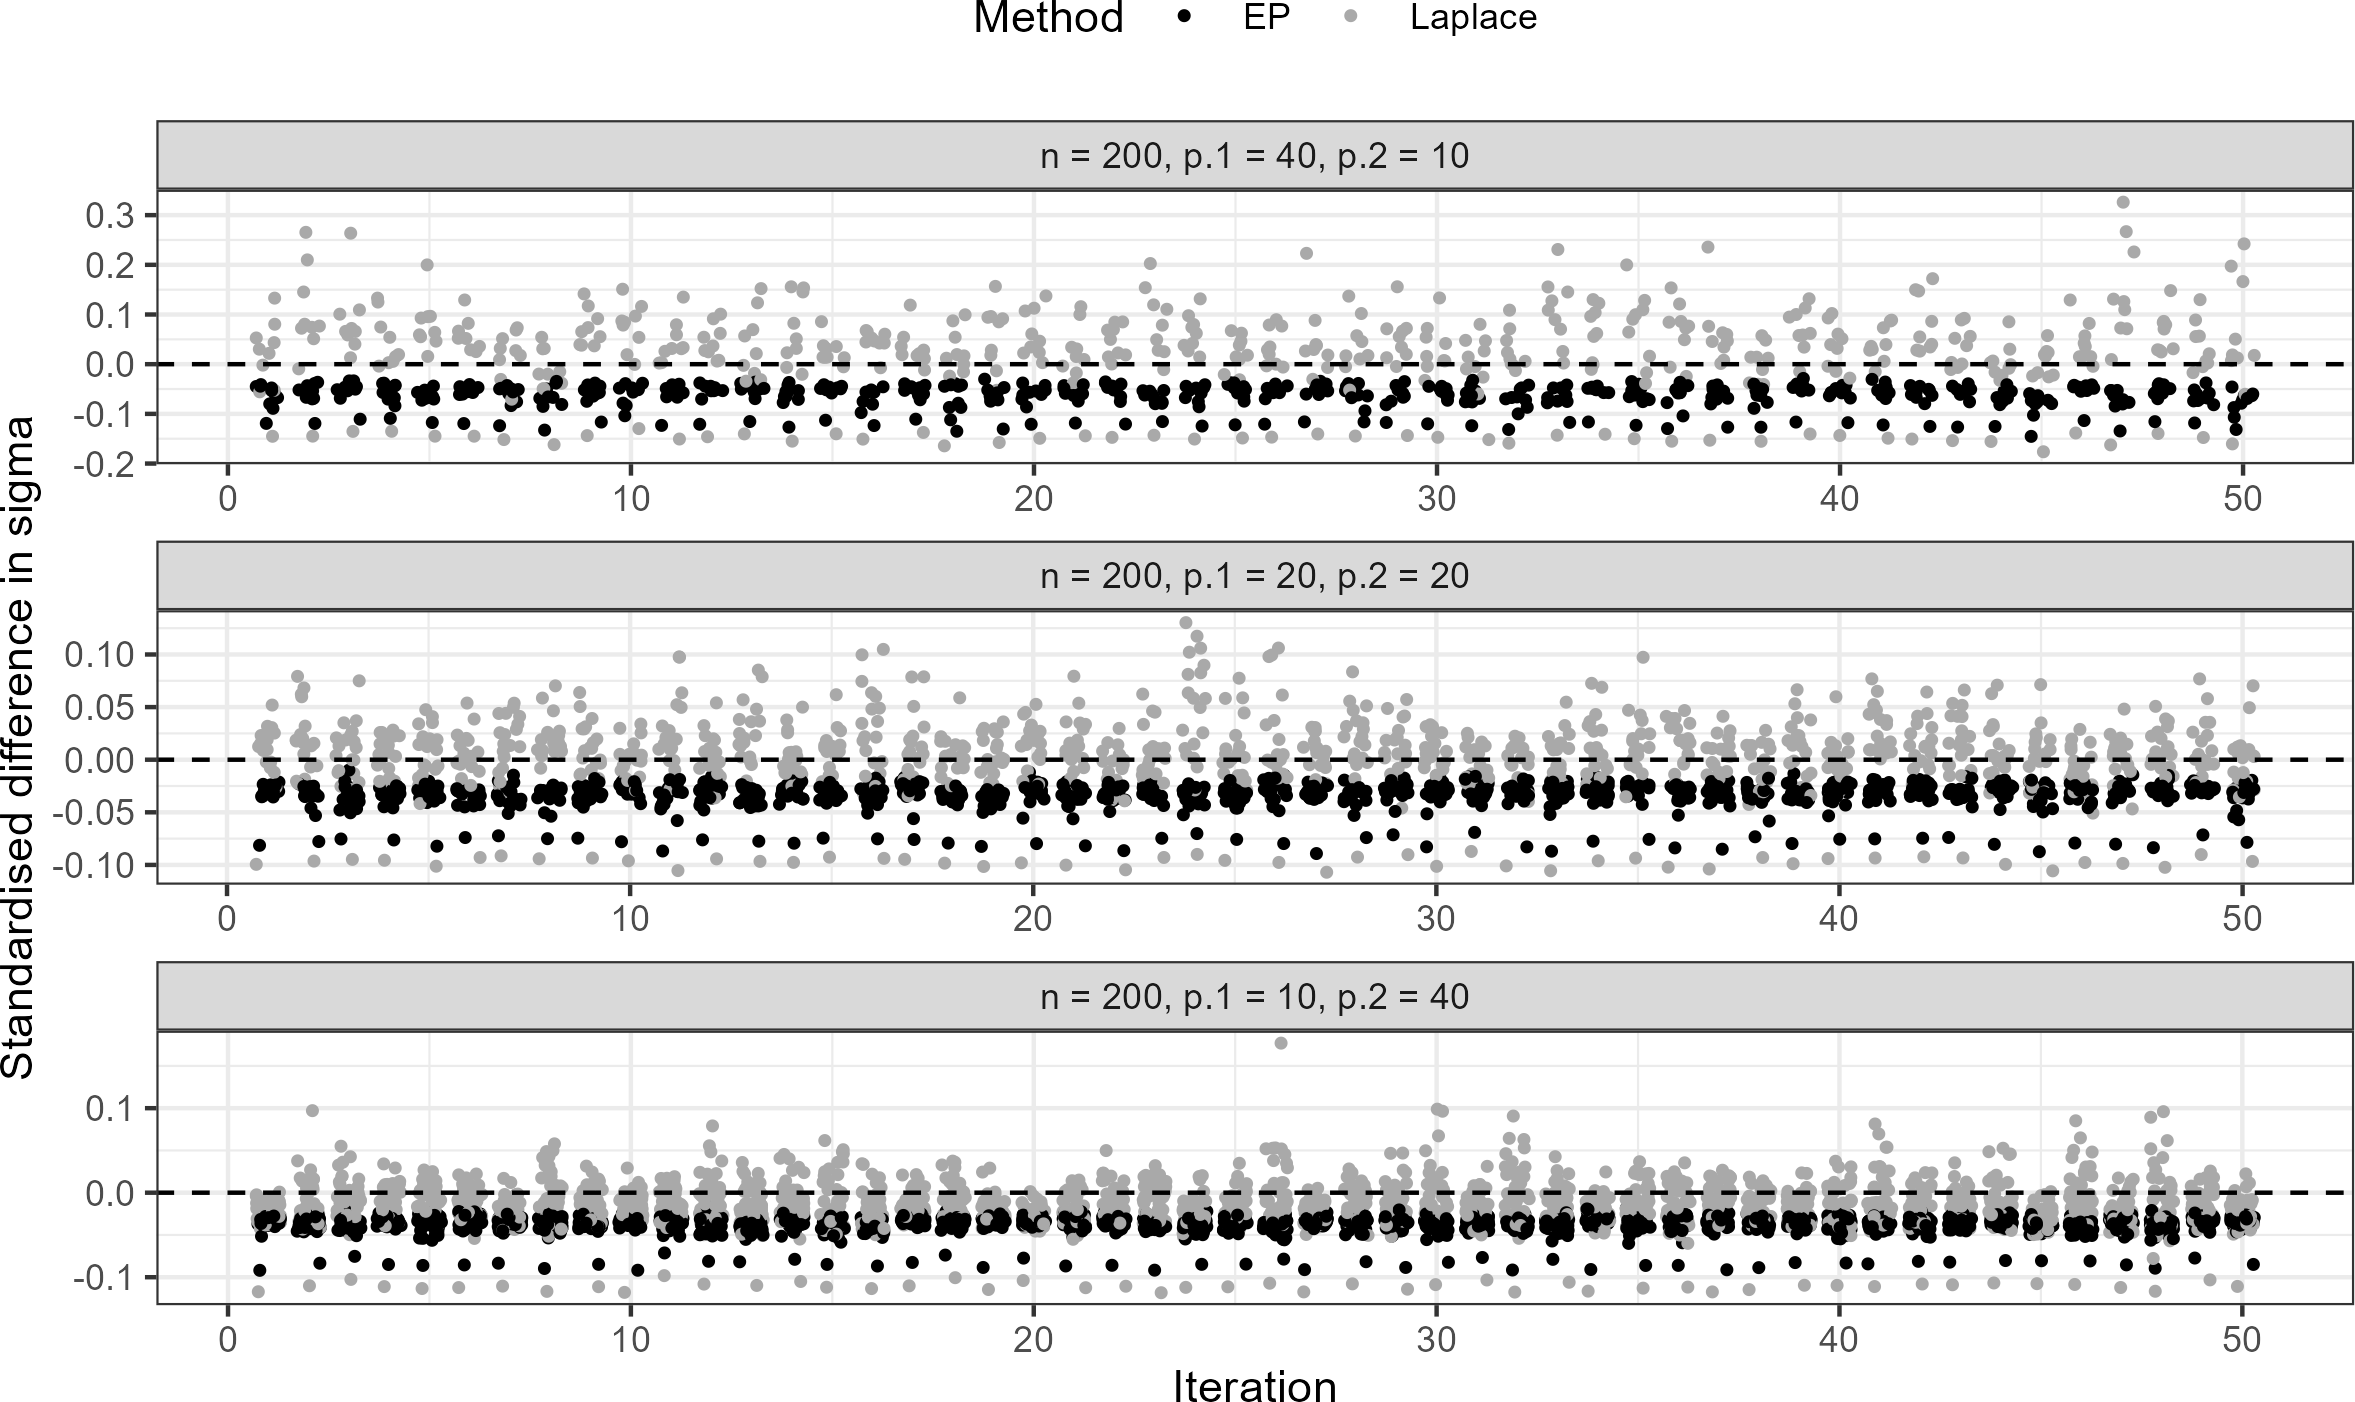 Method EP Laplace
n = 200, p.1 = 40, p.2 = 10
0.3
0.2
0.1
0.0
-0.1
-0.2
0 10 20 30 40 50
n = 200, p.1 = 20, p.2 = 20
0.10
0.05
0.00
-0.05
-0.10
0 10 20 30 40 50
n = 200, p.1 = 10, p.2 = 40
0.1
0.0
-0.1
0 10 20 30 40 50
Standardised difference in sigma
Iteration